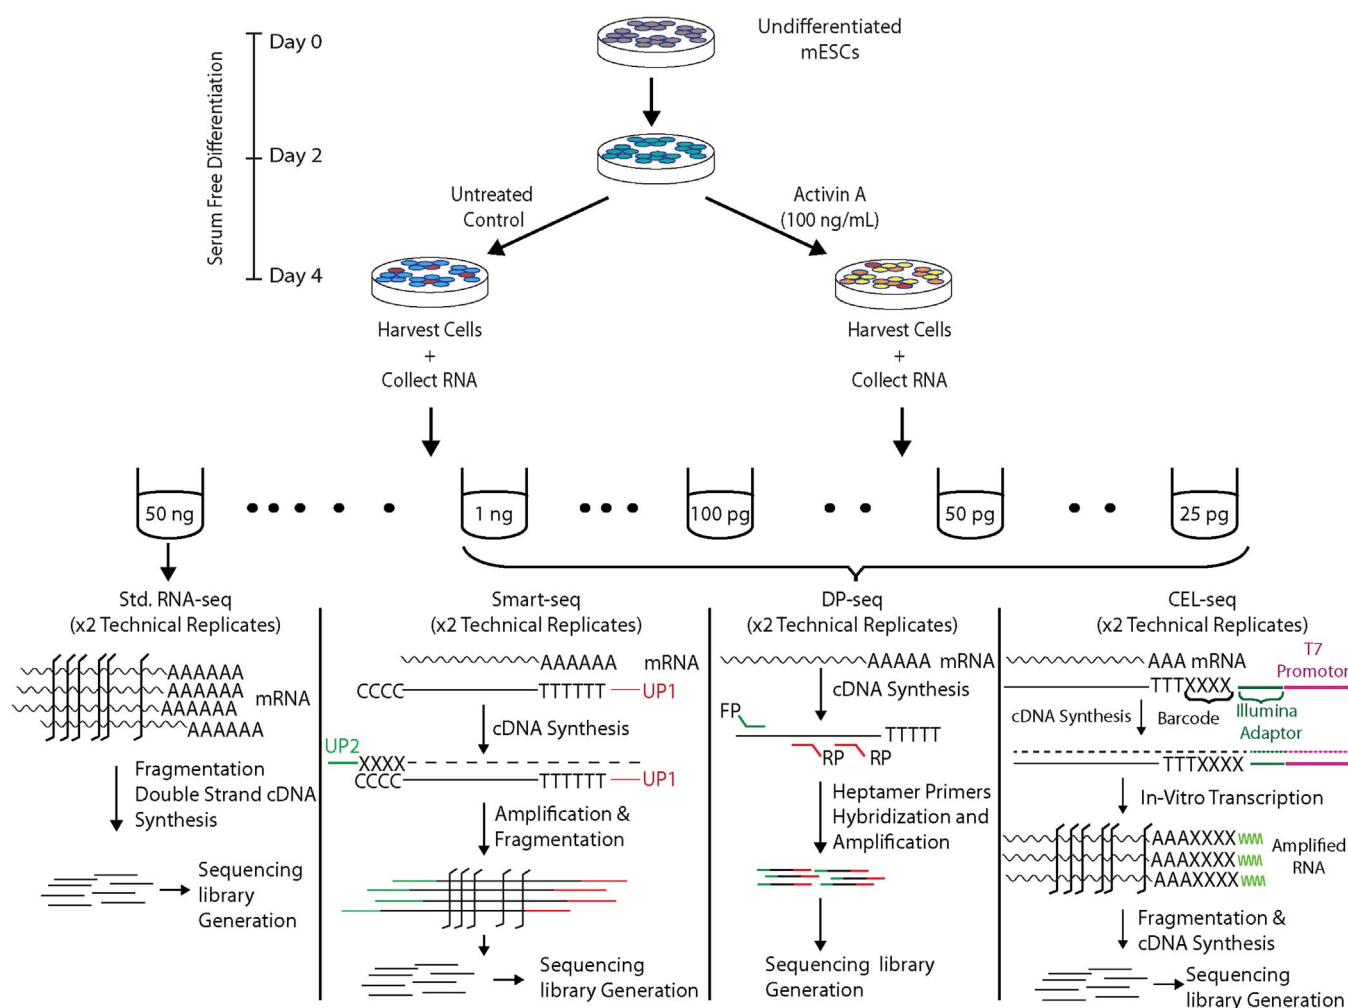 Undifferentiated
mESCs
Serum Free Differentiation
Day 0
Day 2
Day 4
Untreated
Control
Activin A
(100 ng/mL)
Harvest Cells
+
Collect RNA
Harvest Cells
+
Collect RNA
50 ng
1 ng
100 pg
50 pg
25 pg
Std. RNA-seq
(x2 Technical Replicates)
AAAAAA
AAAAAA
AAAAAA
AAAAAA
mRNA
Fragmentation
Double Strand cDNA
Synthesis
Sequencing
library
Generation
Smart-seq
(x2 Technical Replicates)
AAAAAA mRNA
CCCC TTTTTT UP1
cDNA Synthesis
UP2 XXXX
CCCC TTTTTT UP1
Amplification &
Fragmentation
Sequencing
library Generation
DP-seq
(x2 Technical Replicates)
AAAAA mRNA
cDNA Synthesis
FP
TTTTT
RP RP
Heptamer Primers
Hybridization and
Amplification
Sequencing library
Generation
CEL-seq
(x2 Technical Replicates)
AAA mRNA
T7
Promotor
TTTXXXX
cDNA Synthesis
Barcode
Illumina
Adaptor
TTTXXXX
In-Vitro Transcription
AAAXXXX
AAAXXXX
AAAXXXX
Amplified
RNA
Fragmentation &
cDNA Synthesis
Sequencing
library Generation